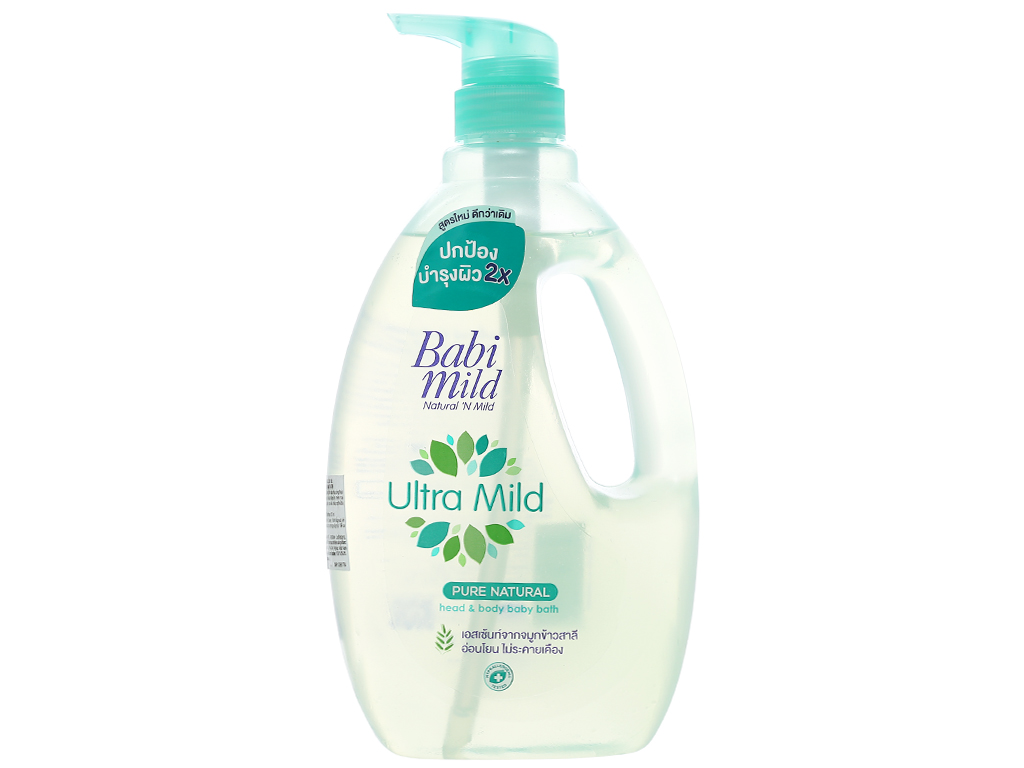 สูตรใหม่ ดีกว่าเดิม
ปกป้อง
บำรุงผิว 2x
Babi
mild
Natural 'N Mild
Ultra Mild
PURE NATURAL
head & body baby bath
เอสเซ้นท์จากจมูกข้าวสาลี
อ่อนโยน ไม่ระคายเคือง
HYPOALLERGENIC
TESTED